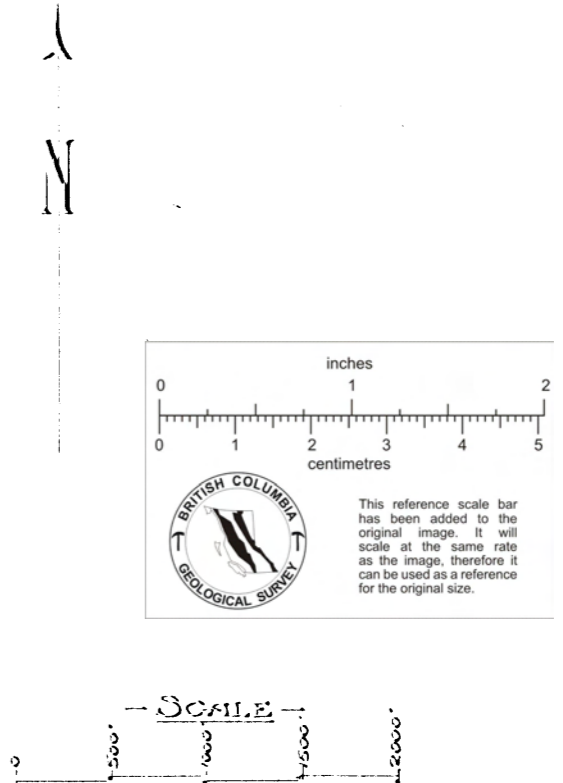 N
inches
0 1 2
0 1 2 3 4 5
centimetres
BRITISH COLUMBIA
GEOLOGICAL SURVEY
This reference scale bar
has been added to the
original image. It will
scale at the same rate
as the image, therefore it
can be used as a reference
for the original size.
SCALE
0 500' 1000' 1500' 2000'